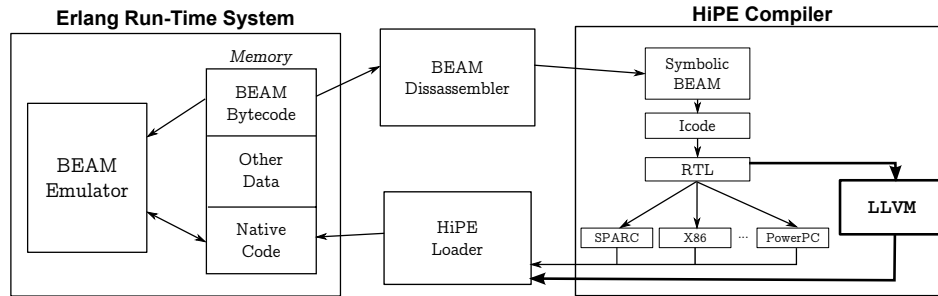 Erlang Run-Time System
HiPE Compiler
Memory
BEAM
Bytecode
Other
Data
Native
Code
BEAM
Emulator
BEAM
Dissassembler
HiPE
Loader
Symbolic
BEAM
Icode
RTL
SPARC
X86
...
PowerPC
LLVM